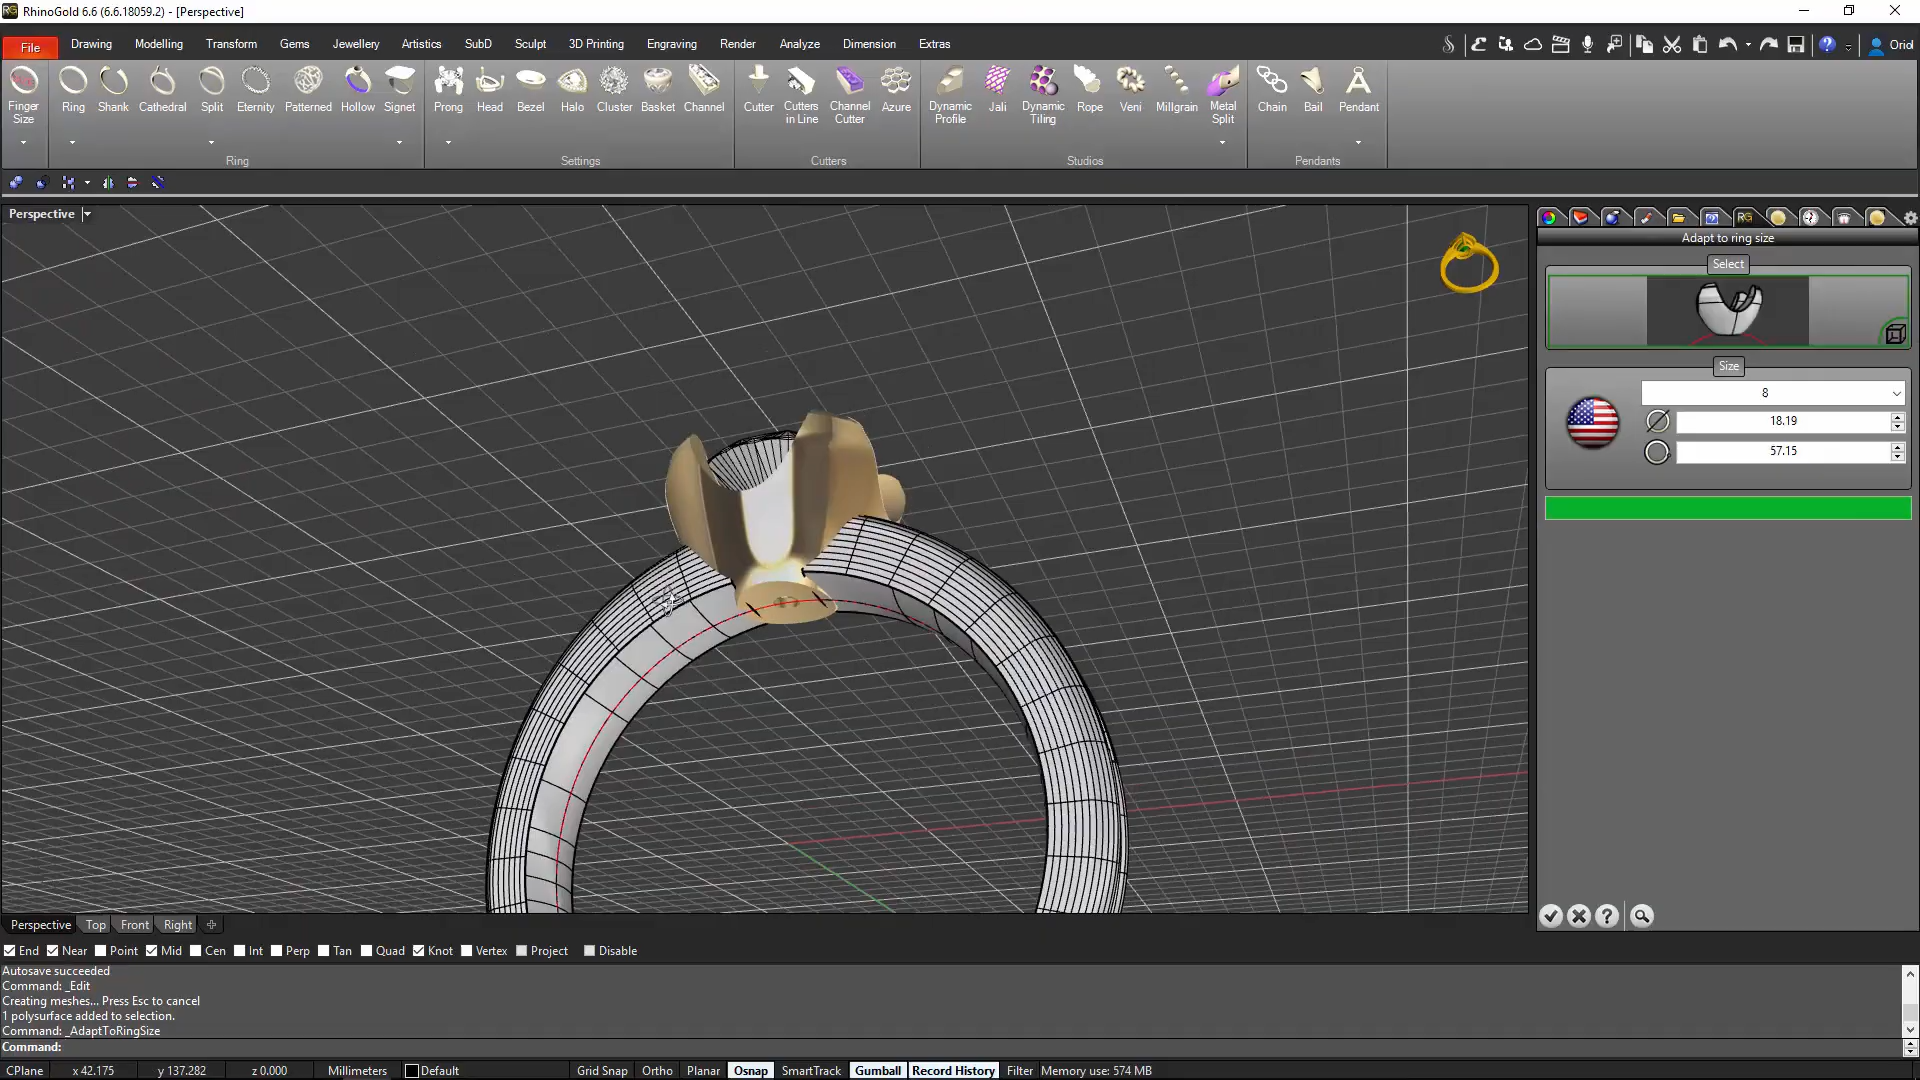 RhinoGold 6.6 (6.6.18059.2) - [Perspective]
File Drawing Modelling Transform Gems Jewellery Artistics SubD Sculpt 3D Printing Engraving Render Analyze Dimension Extras Oriol
Finger Size Ring Shank Cathedral Split Eternity Patterned Hollow Signet Prong Head Bezel Halo Cluster Basket Channel Cutter Cutters in Line Channel Cutter Azure Dynamic Profile Jali Dynamic Tiling Rope Veni Millgrain Metal Split Chain Bail Pendant
Ring Settings Cutters Studios Pendants
Perspective
Adapt to ring size
Select
Size
8
18.19
57.15
Perspective Top Front Right
End Near Point Mid Cen Int Perp Tan Quad Knot Vertex Project Disable
Autosave succeeded
Command: _Edit
Creating meshes... Press Esc to cancel
1 polysurface added to selection.
Command: _AdaptToRingSize
Command:
CPlane x 42.175 y 137.282 z 0.000 Millimeters Default Grid Snap Ortho Planar Osnap SmartTrack Gumball Record History Filter Memory use: 574 MB